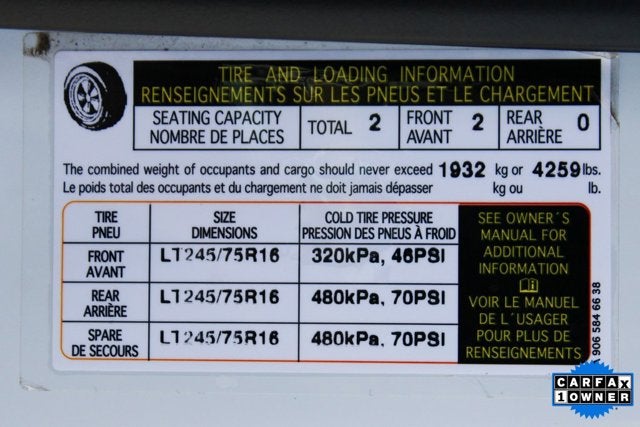 TIRE AND LOADING INFORMATION
RENSEIGNEMENTS SUR LES PNEUS ET LE CHARGEMENT
SEATING CAPACITY
NOMBRE DE PLACES
TOTAL 2
FRONT
AVANT 2
REAR
ARRIÈRE 0
The combined weight of occupants and cargo should never exceed 1932 kg or 4259 lbs.
Le poids total des occupants et du chargement ne doit jamais dépasser kg ou lb.
TIRE
PNEU
SIZE
DIMENSIONS
COLD TIRE PRESSURE
PRESSION DES PNEUS À FROID
FRONT
AVANT
LT245/75R16
320kPa, 46PSI
REAR
ARRIÈRE
LT245/75R16
480kPa, 70PSI
SPARE
DE SECOURS
LT245/75R16
480kPa, 70PSI
SEE OWNER´S
MANUAL FOR
ADDITIONAL
INFORMATION
VOIR LE MANUEL
DE L´USAGER
POUR PLUS DE
RENSEIGNEMENTS
A 906 584 66 38
CARFAX
1 OWNER